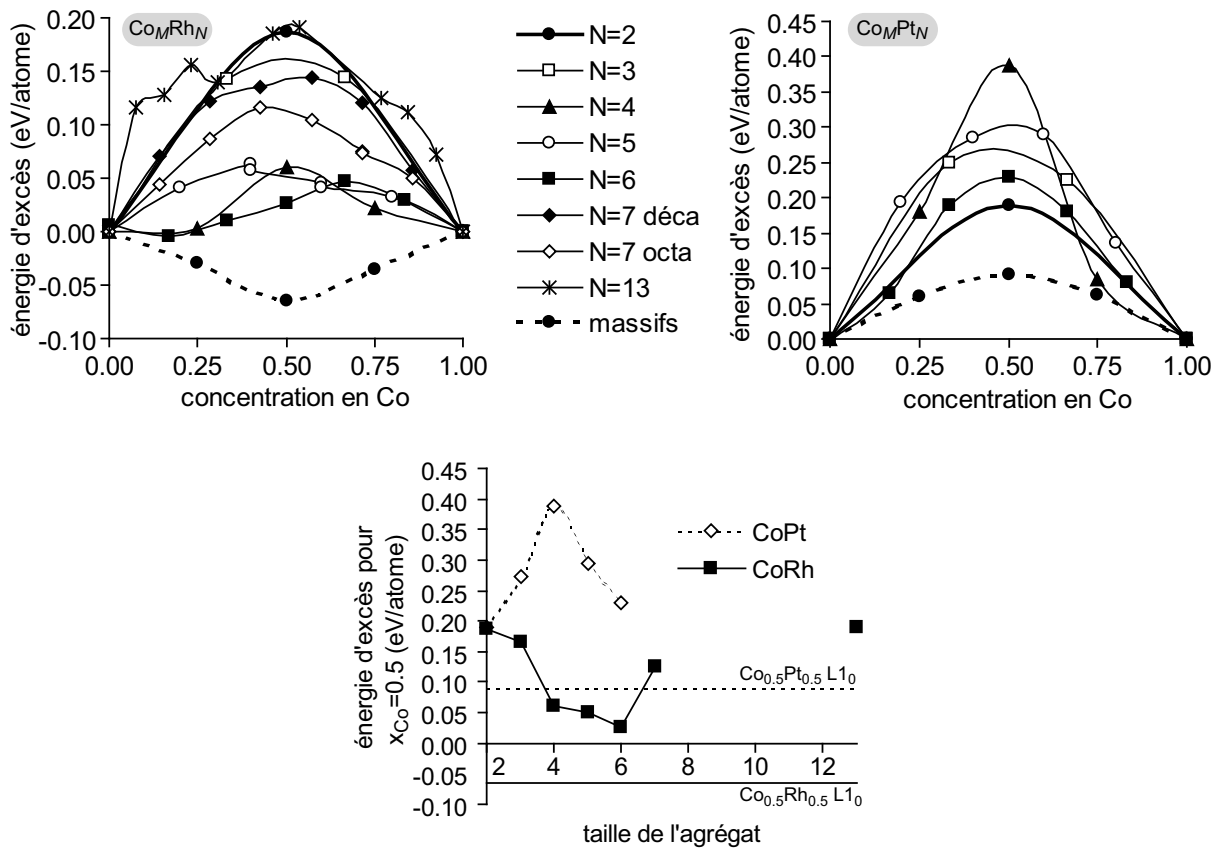 Co_MRh_N
énergie d'excès (eV/atome)
0.20
0.15
0.10
0.05
0.00
-0.05
-0.10
0.00 0.25 0.50 0.75 1.00
concentration en Co
N=2
N=3
N=4
N=5
N=6
N=7 déca
N=7 octa
N=13
massifs
Co_MPt_N
énergie d'excès (eV/atome)
0.45
0.40
0.35
0.30
0.25
0.20
0.15
0.10
0.05
0.00
0.00 0.25 0.50 0.75 1.00
concentration en Co
énergie d'excès pour
x_Co=0.5 (eV/atome)
0.45
0.40
0.35
0.30
0.25
0.20
0.15
0.10
0.05
0.00
-0.05
-0.10
CoPt
CoRh
Co_0.5Pt_0.5 L1_0
2 4 6 8 10 12
Co_0.5Rh_0.5 L1_0
taille de l'agrégat